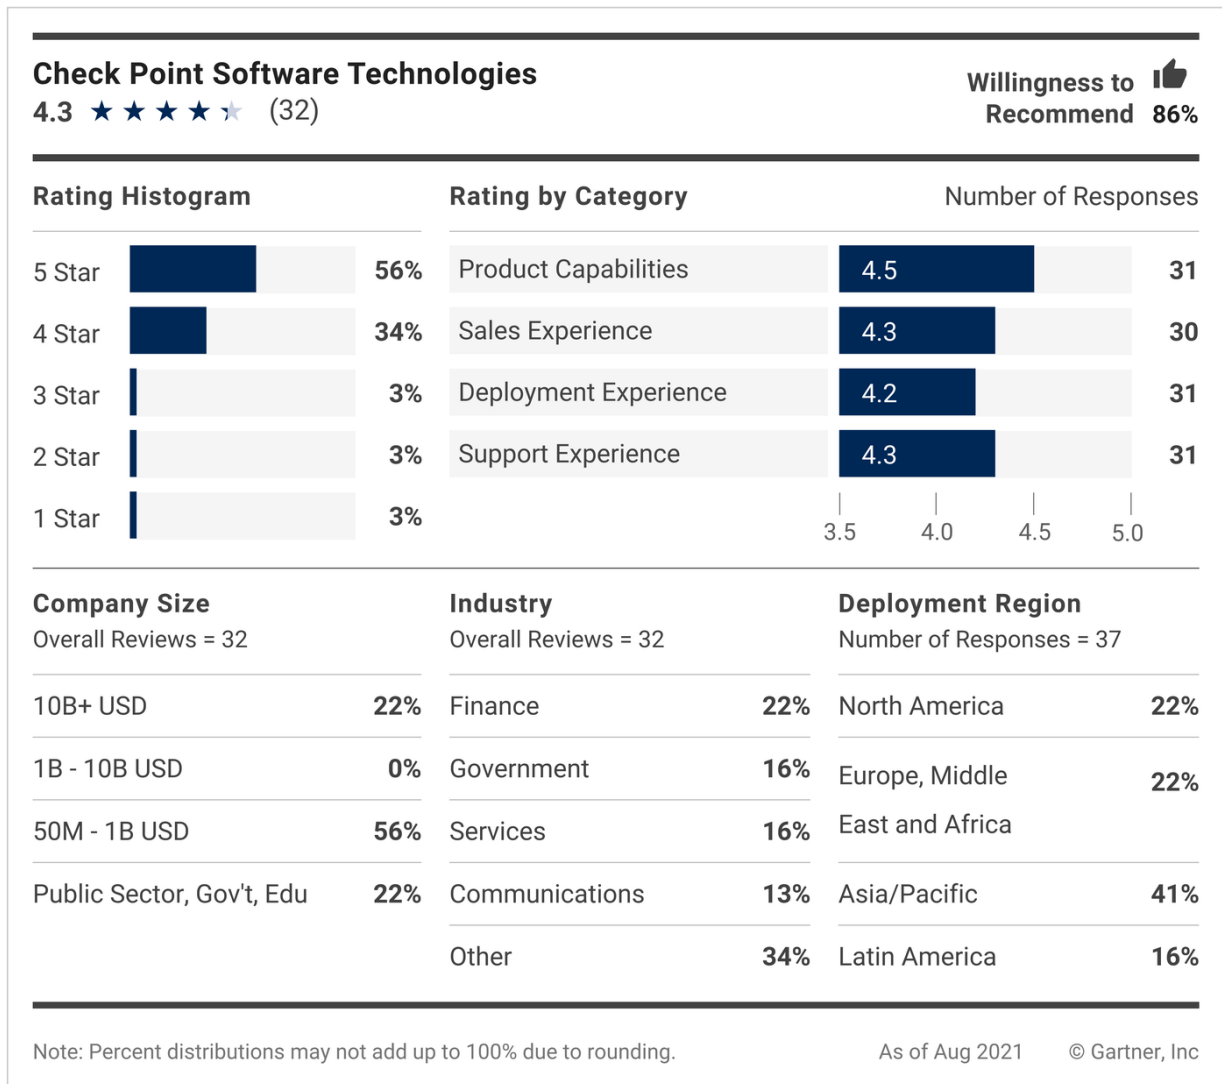 Check Point Software Technologies
4.3 (32)
Willingness to
Recommend 86%
Rating Histogram
5 Star 56%
4 Star 34%
3 Star 3%
2 Star 3%
1 Star 3%
Rating by Category Number of Responses
Product Capabilities 4.5 31
Sales Experience 4.3 30
Deployment Experience 4.2 31
Support Experience 4.3 31
3.5 4.0 4.5 5.0
Company Size
Overall Reviews = 32
10B+ USD 22%
1B - 10B USD 0%
50M - 1B USD 56%
Public Sector, Gov't, Edu 22%
Industry
Overall Reviews = 32
Finance 22%
Government 16%
Services 16%
Communications 13%
Other 34%
Deployment Region
Number of Responses = 37
North America 22%
Europe, Middle 22%
East and Africa
Asia/Pacific 41%
Latin America 16%
Note: Percent distributions may not add up to 100% due to rounding.
As of Aug 2021 © Gartner, Inc